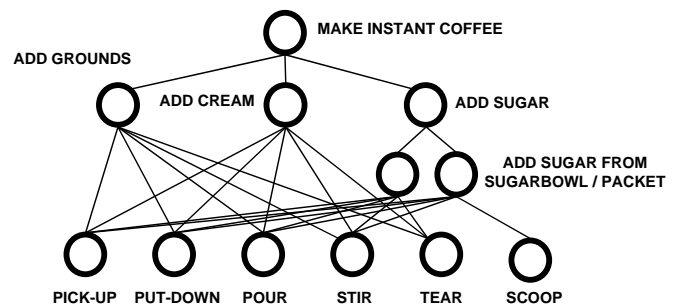 MAKE INSTANT COFFEE
ADD GROUNDS
ADD CREAM
ADD SUGAR
ADD SUGAR FROM
SUGARBOWL / PACKET
PICK-UP PUT-DOWN POUR STIR TEAR SCOOP